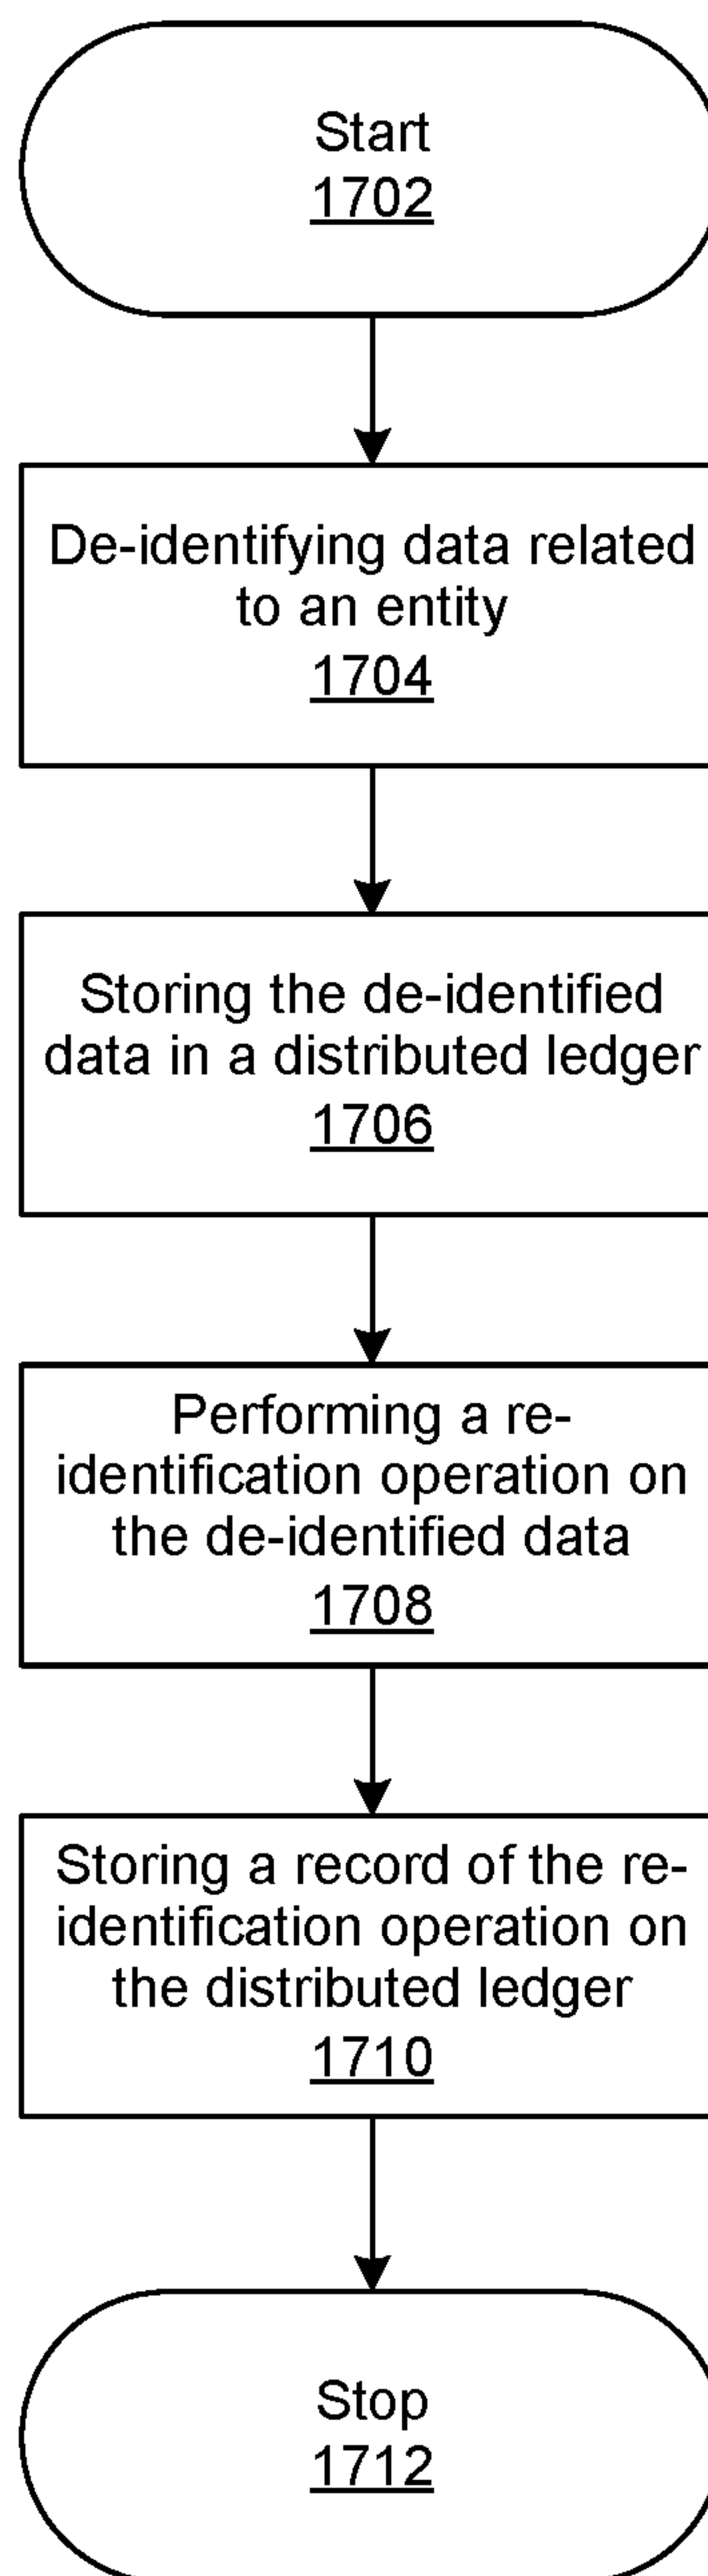 Start
1702
De-identifying data related
to an entity
1704
Storing the de-identified
data in a distributed ledger
1706
Performing a re-
identification operation on
the de-identified data
1708
Storing a record of the re-
identification operation on
the distributed ledger
1710
Stop
1712